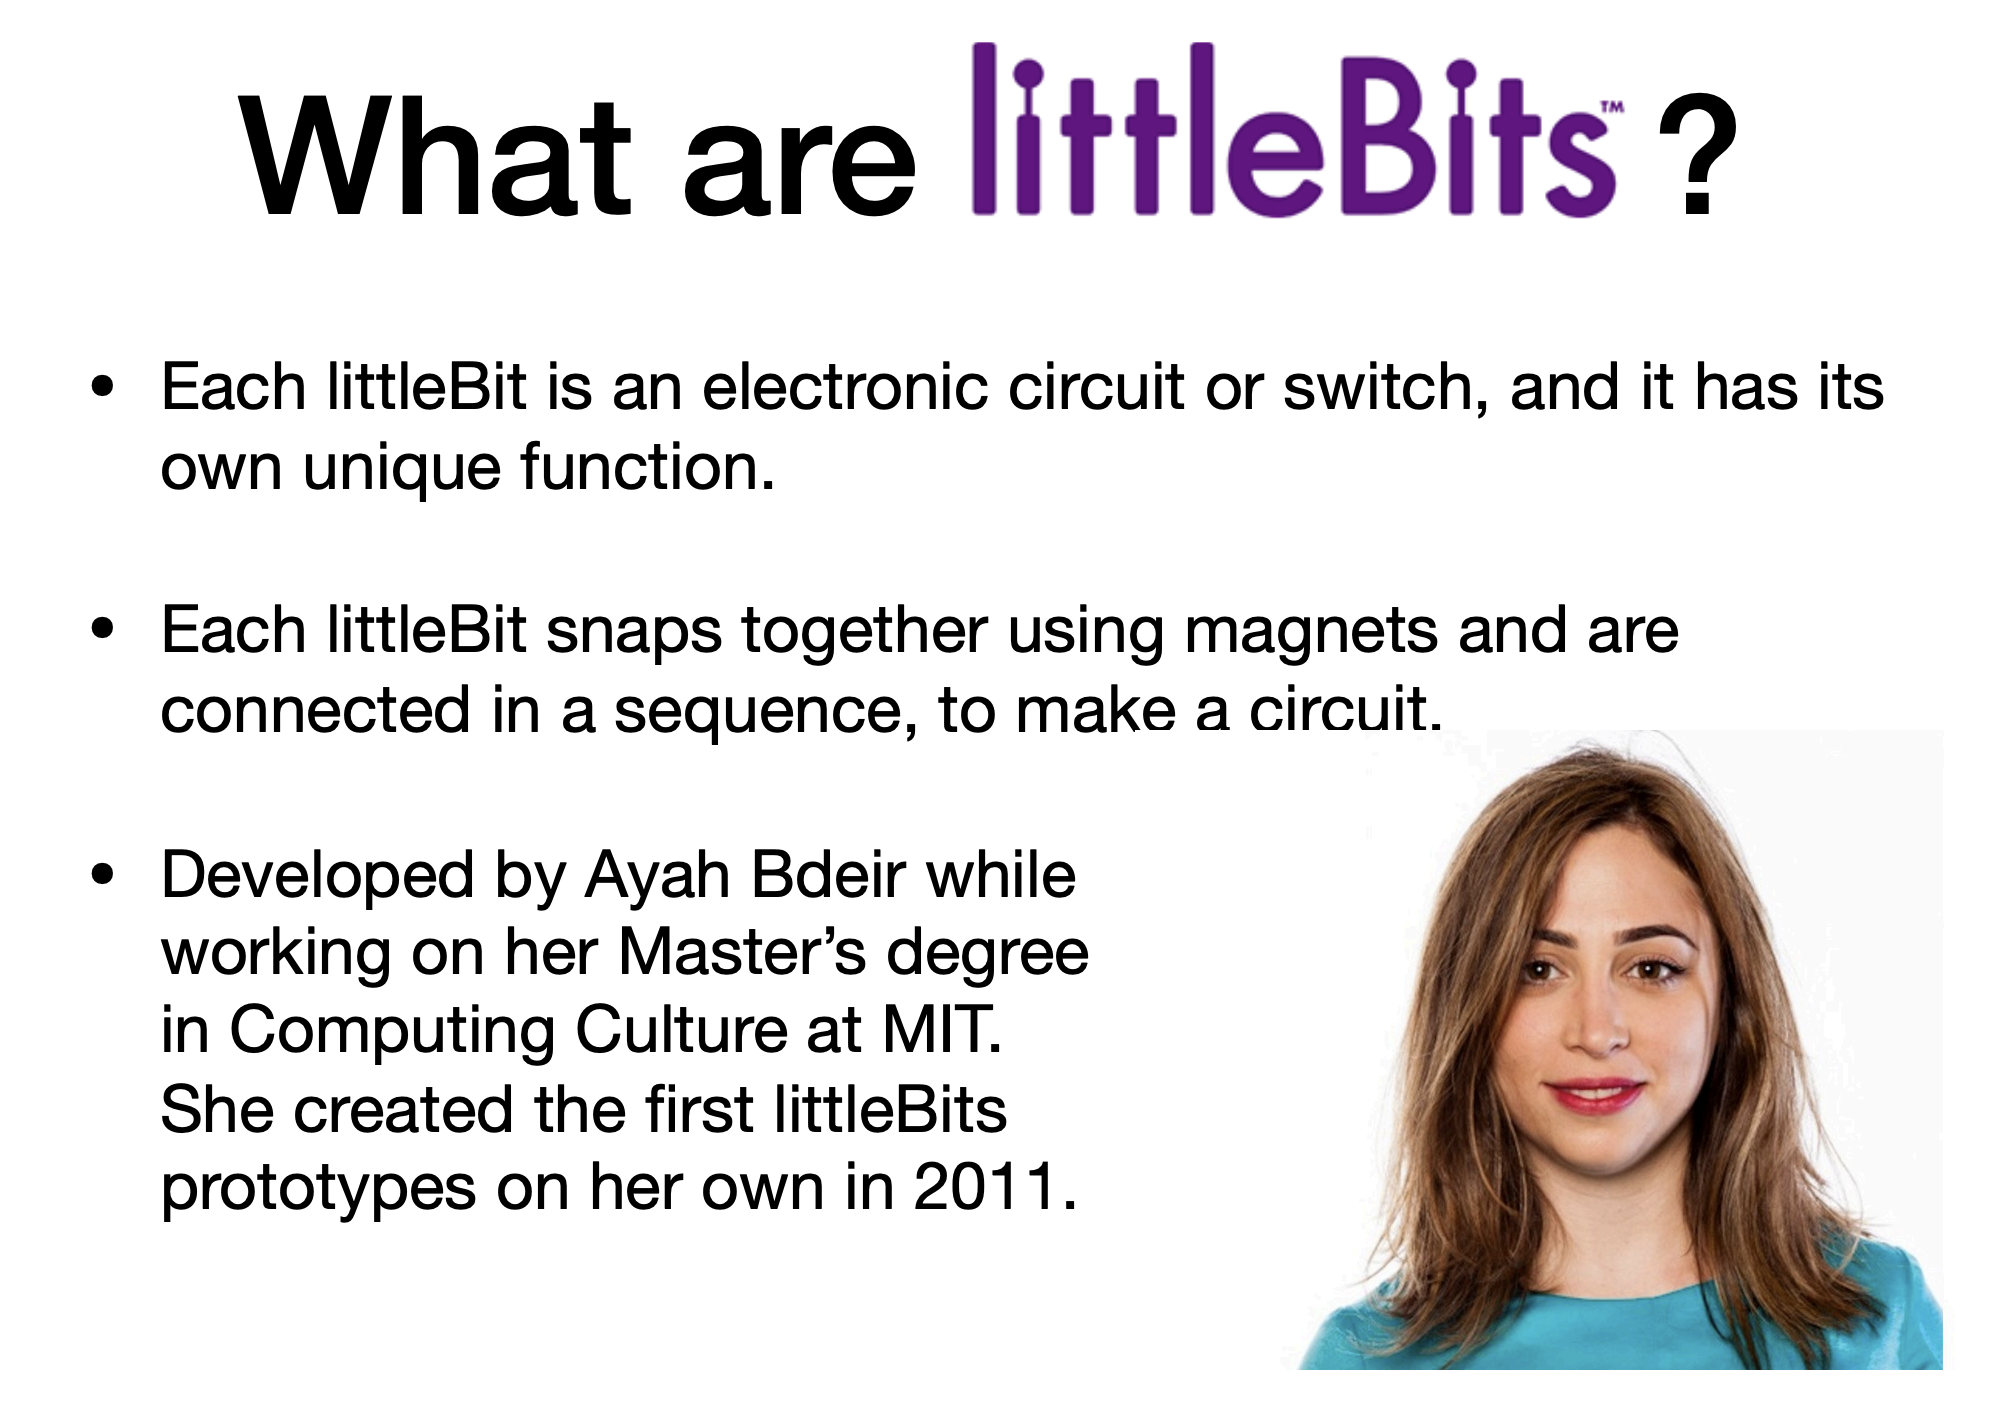 What are littleBits™ ?
• Each littleBit is an electronic circuit or switch, and it has its
own unique function.
• Each littleBit snaps together using magnets and are
connected in a sequence, to make a circuit.
• Developed by Ayah Bdeir while
working on her Master’s degree
in Computing Culture at MIT.
She created the first littleBits
prototypes on her own in 2011.